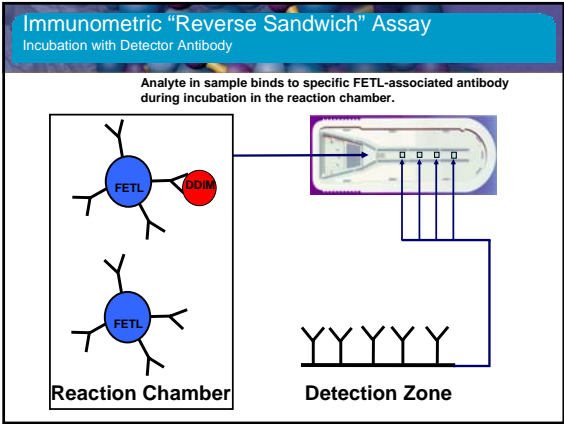 Immunometric “Reverse Sandwich” Assay
Incubation with Detector Antibody
Analyte in sample binds to specific FETL-associated antibody
during incubation in the reaction chamber.
FETL
DDIM
FETL
Reaction Chamber
Detection Zone